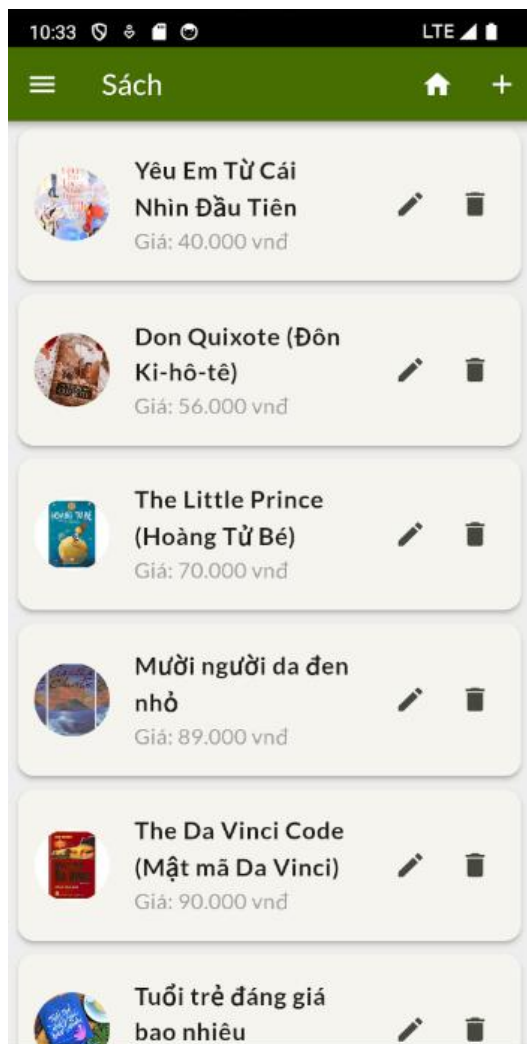 10:33 LTE
Sách
Yêu Em Từ Cái
Nhìn Đầu Tiên
Giá: 40.000 vnđ
Don Quixote (Đôn
Ki-hô-tê)
Giá: 56.000 vnđ
HOÀNG TỬ BÉ
The Little Prince
(Hoàng Tử Bé)
Giá: 70.000 vnđ
Mười người da đen
nhỏ
Giá: 89.000 vnđ
The Da Vinci Code
(Mật mã Da Vinci)
Giá: 90.000 vnđ
Tuổi trẻ đáng giá
bao nhiêu